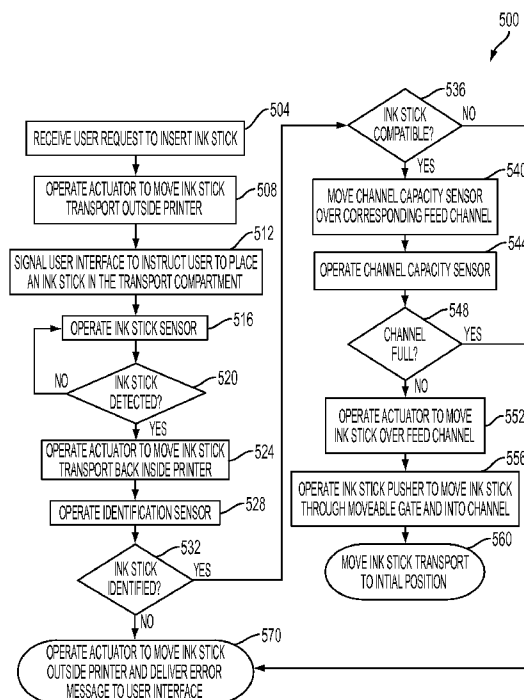 500
504
RECEIVE USER REQUEST TO INSERT INK STICK
508
OPERATE ACTUATOR TO MOVE INK STICK
TRANSPORT OUTSIDE PRINTER
512
SIGNAL USER INTERFACE TO INSTRUCT USER TO PLACE
AN INK STICK IN THE TRANSPORT COMPARTMENT
OPERATE INK STICK SENSOR
516
NO
INK STICK
DETECTED?
520
YES
OPERATE ACTUATOR TO MOVE INK STICK
TRANSPORT BACK INSIDE PRINTER
524
OPERATE IDENTIFICATION SENSOR
528
532
INK STICK
IDENTIFIED?
YES
NO
570
OPERATE ACTUATOR TO MOVE INK STICK
OUTSIDE PRINTER AND DELIVER ERROR
MESSAGE TO USER INTERFACE
536
INK STICK
COMPATIBLE?
NO
YES
540
MOVE CHANNEL CAPACITY SENSOR
OVER CORRESPONDING FEED CHANNEL
544
OPERATE CHANNEL CAPACITY SENSOR
548
CHANNEL
FULL?
YES
NO
552
OPERATE ACTUATOR TO MOVE
INK STICK OVER FEED CHANNEL
556
OPERATE INK STICK PUSHER TO MOVE INK STICK
THROUGH MOVEABLE GATE AND INTO CHANNEL
560
MOVE INK STICK TRANSPORT
TO INTIAL POSITION